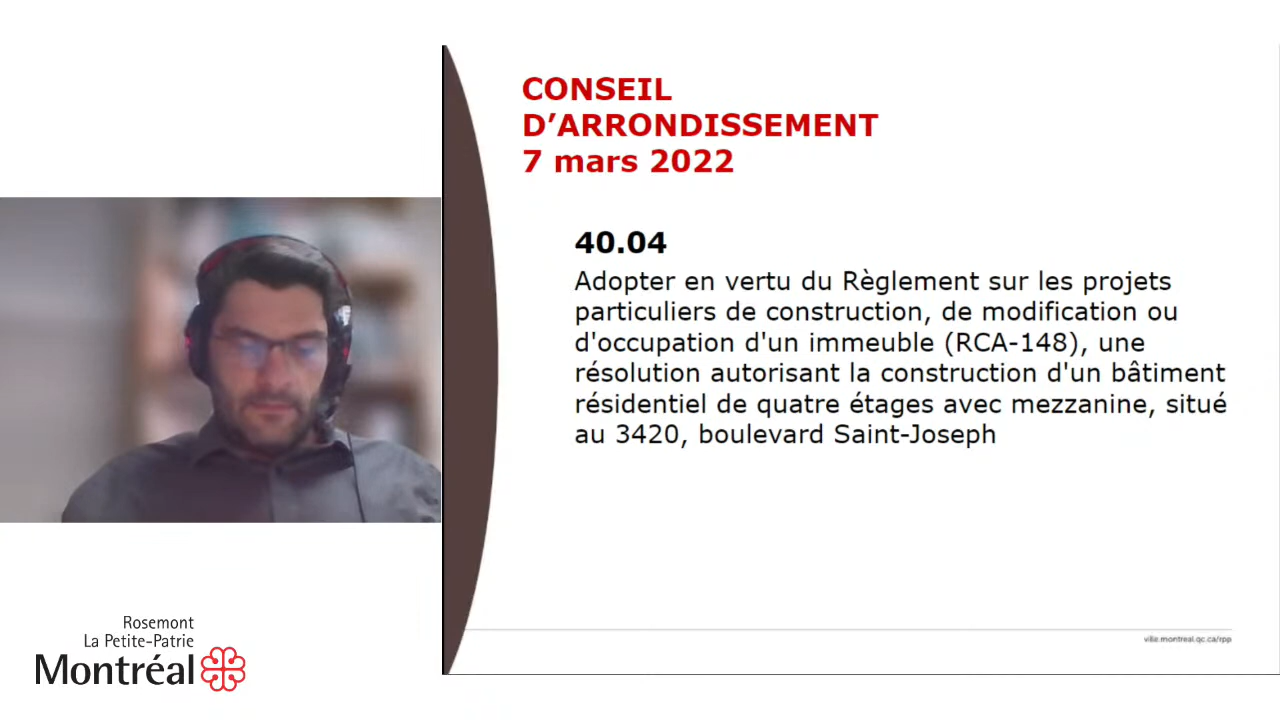 CONSEIL
D’ARRONDISSEMENT
7 mars 2022
40.04
Adopter en vertu du Règlement sur les projets
particuliers de construction, de modification ou
d'occupation d'un immeuble (RCA-148), une
résolution autorisant la construction d'un bâtiment
résidentiel de quatre étages avec mezzanine, situé
au 3420, boulevard Saint-Joseph
ville.montreal.qc.ca/rpp
Rosemont
La Petite-Patrie
Montréal